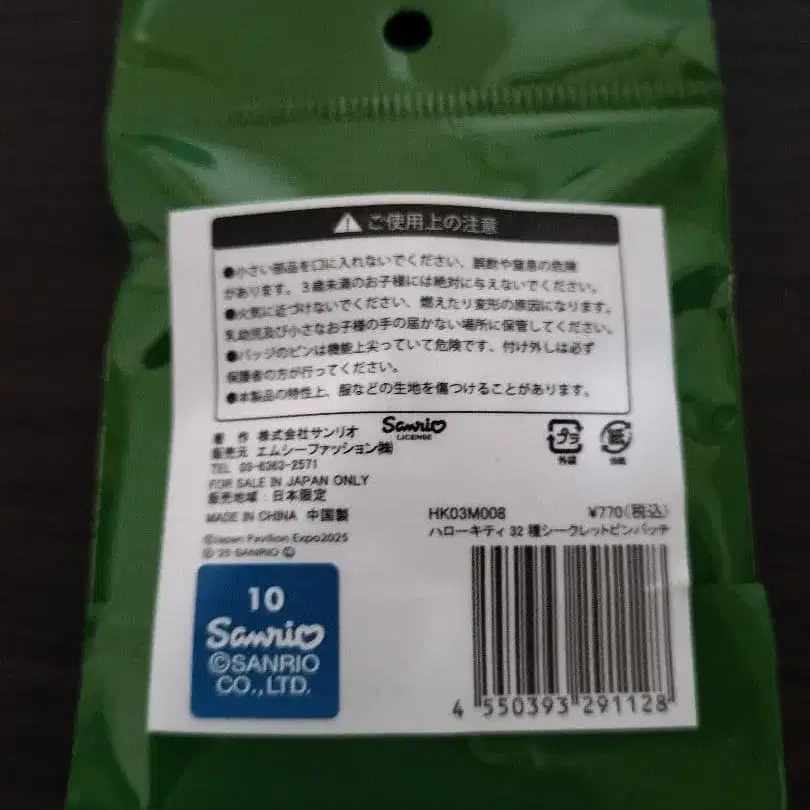 ご使用上の注意
●小さい部品を口に入れないでください、誤飲や窒息の危険
があります。3歳未満のお子様には絶対に与えないでください。
●火気に近づけないでください、燃えたり変形の原因になります。
乳幼児及び小さなお子様の手の届かない場所に保管してください。
●バッジのピンは機能上尖っていて危険です、付け外しは必ず
保護者の方が行ってください。
●本製品の特性上、服などの生地を傷つけることがあります。
著 作 株式会社サンリオ
販売元 エムシーファッション㈱
TEL 03-6363-2571
FOR SALE IN JAPAN ONLY
販売地域:日本限定
MADE IN CHINA 中国製
©Japan Pavilion Expo2025
© '25 SANRIO ©
Sanrio
LICENSE
プラ
外袋
紙
台紙
HK03M008 ¥770(税込)
ハローキティ 32 種シークレットピンバッチ
10
Sanrio
©SANRIO
CO.,LTD.
4 550393 291128